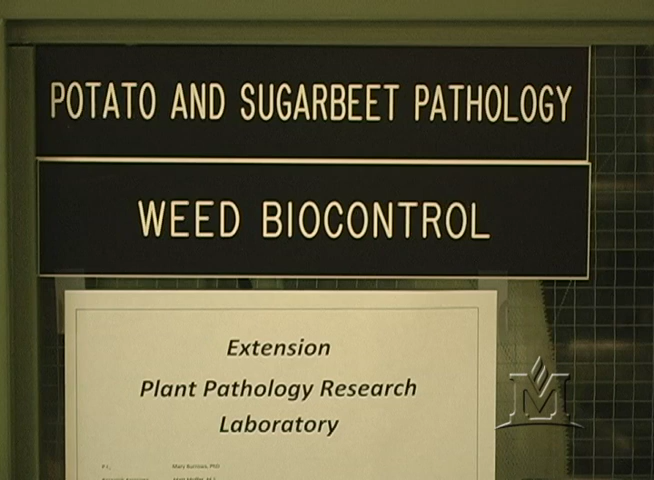 POTATO AND SUGARBEET PATHOLOGY
WEED BIOCONTROL
Extension
Plant Pathology Research
Laboratory
P.I., Mary Burrows, PhD
M